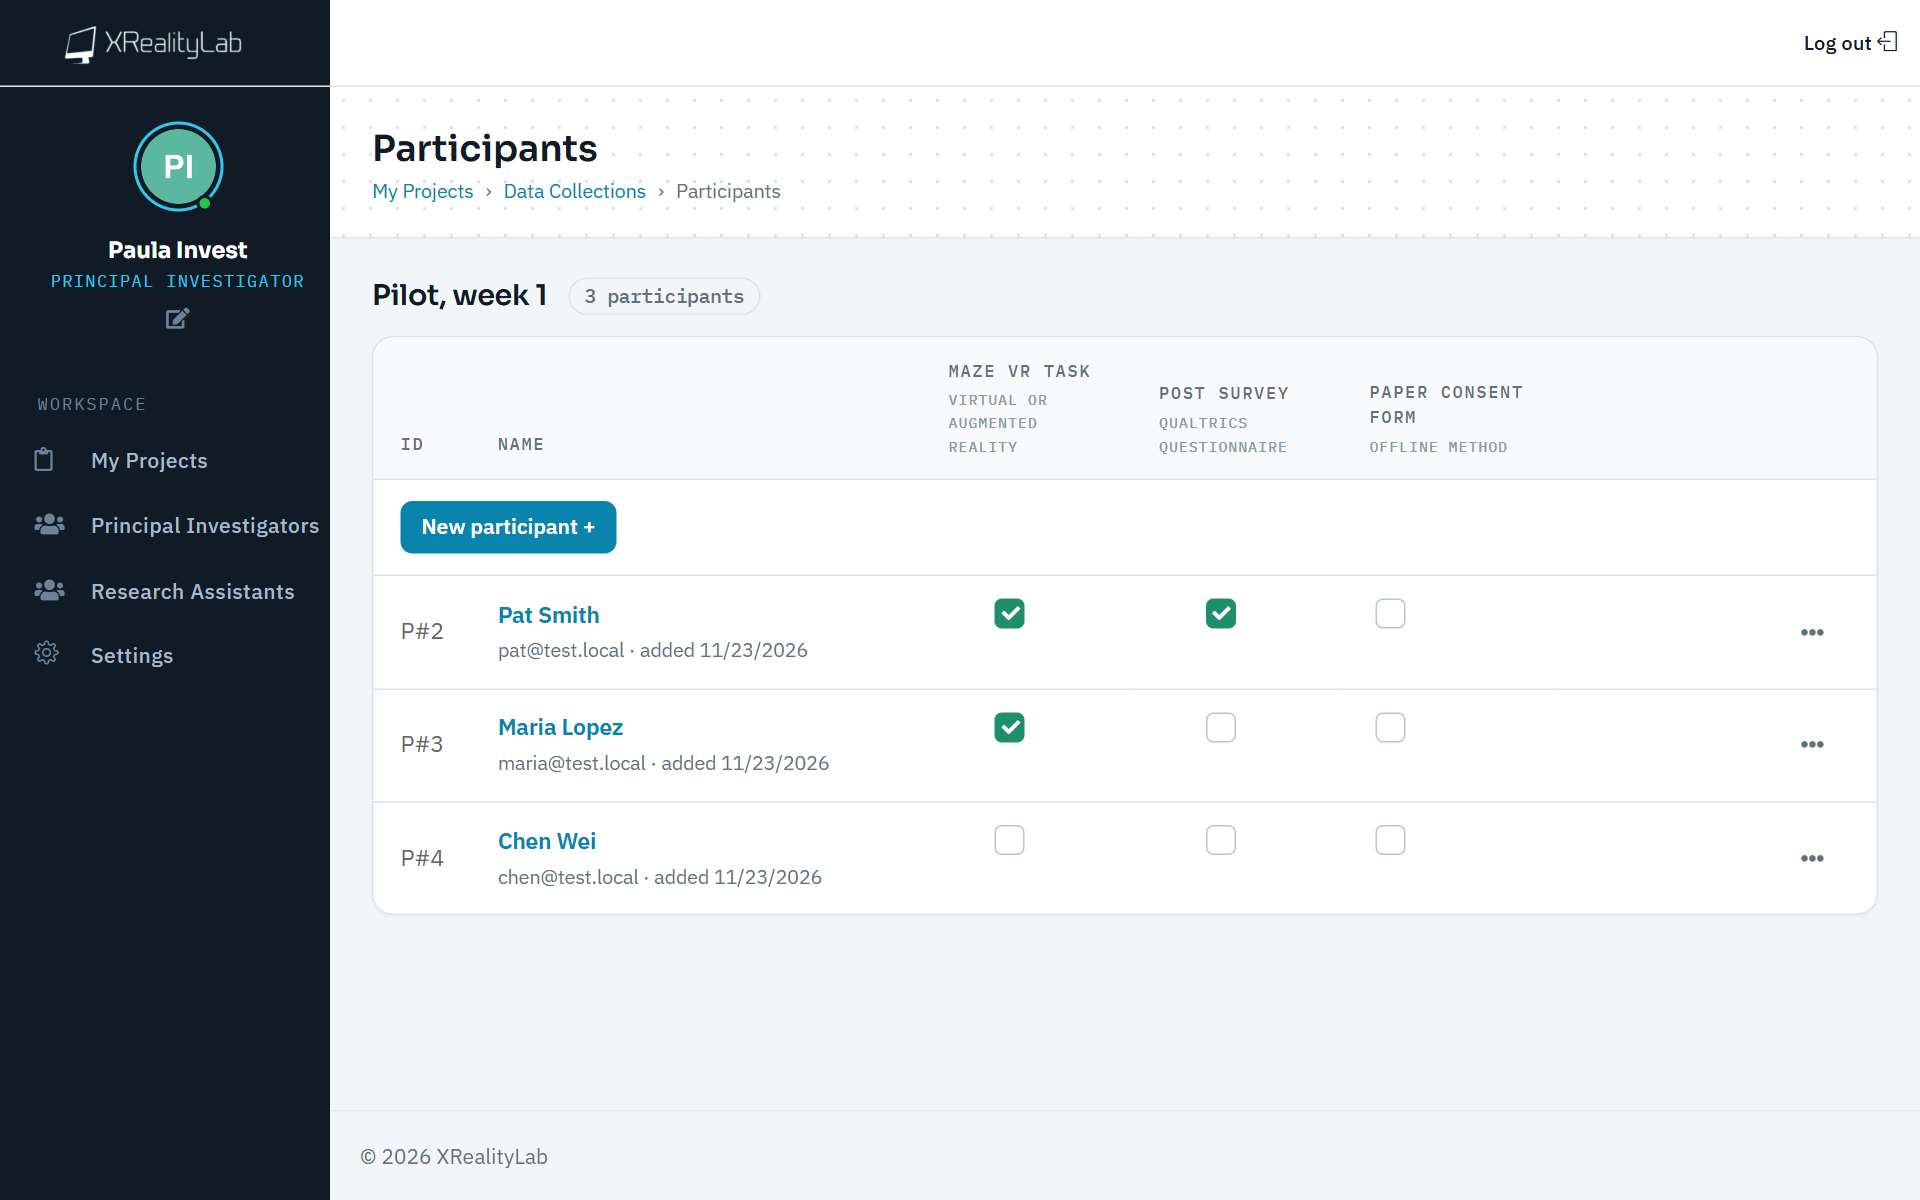 XRealityLab
Log out
PI
Paula Invest
PRINCIPAL INVESTIGATOR
WORKSPACE
My Projects
Principal Investigators
Research Assistants
Settings
Participants
My Projects › Data Collections › Participants
Pilot, week 1
3 participants
ID
NAME
MAZE VR TASK
VIRTUAL OR
AUGMENTED
REALITY
POST SURVEY
QUALTRICS
QUESTIONNAIRE
PAPER CONSENT
FORM
OFFLINE METHOD
New participant +
P#2
Pat Smith
pat@test.local · added 11/23/2026
P#3
Maria Lopez
maria@test.local · added 11/23/2026
P#4
Chen Wei
chen@test.local · added 11/23/2026
© 2026 XRealityLab